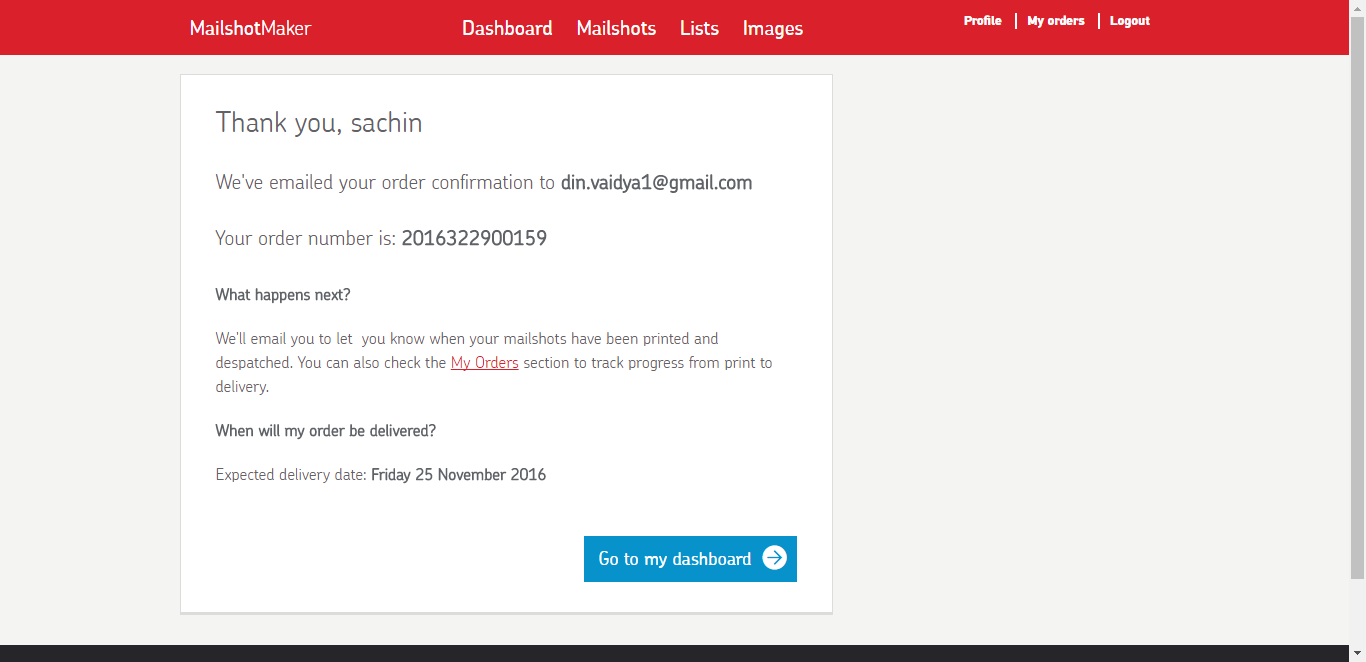 MailshotMaker
Dashboard Mailshots Lists Images
Profile My orders Logout
Thank you, sachin
We've emailed your order confirmation to din.vaidya1@gmail.com
Your order number is: 2016322900159
What happens next?
We'll email you to let you know when your mailshots have been printed and
despatched. You can also check the My Orders section to track progress from print to
delivery.
When will my order be delivered?
Expected delivery date: Friday 25 November 2016
Go to my dashboard